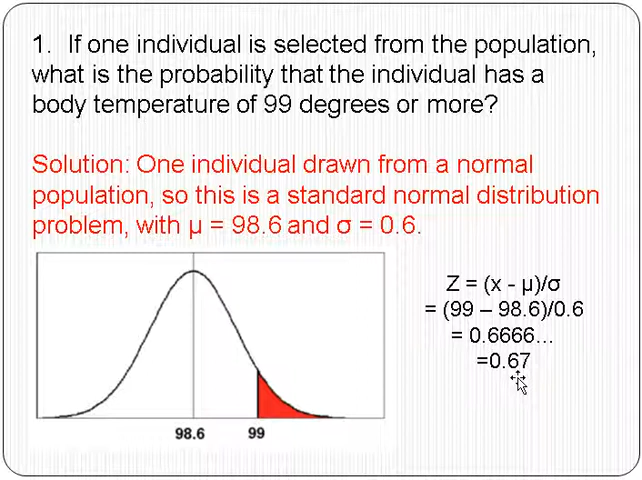 1. If one individual is selected from the population,
what is the probability that the individual has a
body temperature of 99 degrees or more?
Solution: One individual drawn from a normal
population, so this is a standard normal distribution
problem, with µ = 98.6 and σ = 0.6.
Z = (x - µ)/σ
= (99 – 98.6)/0.6
= 0.6666...
=0.67
98.6 99